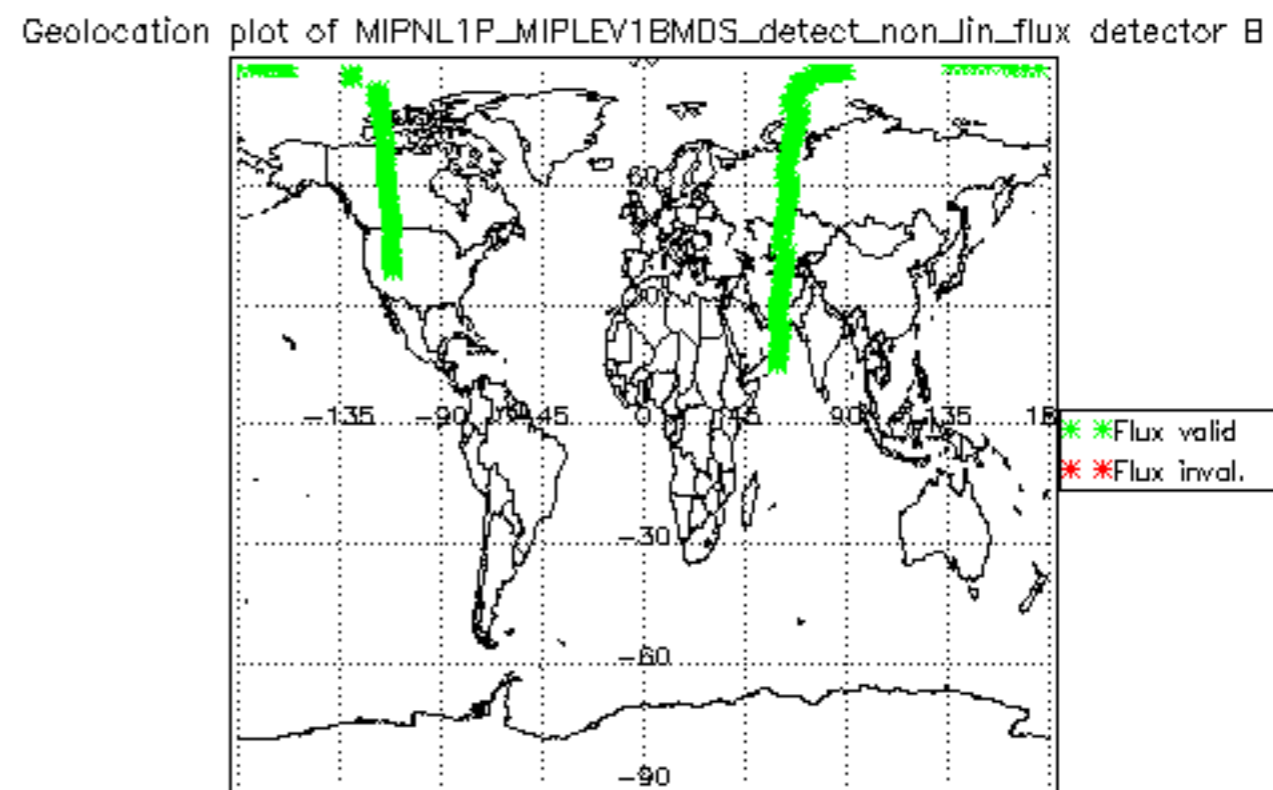 Geolocation plot of MIPNL1P_MIPLEV1BMDS_detect_non_lin_flux detector B
60
−135 −90 45 0 45 90 135
Flux valid
Flux inval.
−30
−60
−90